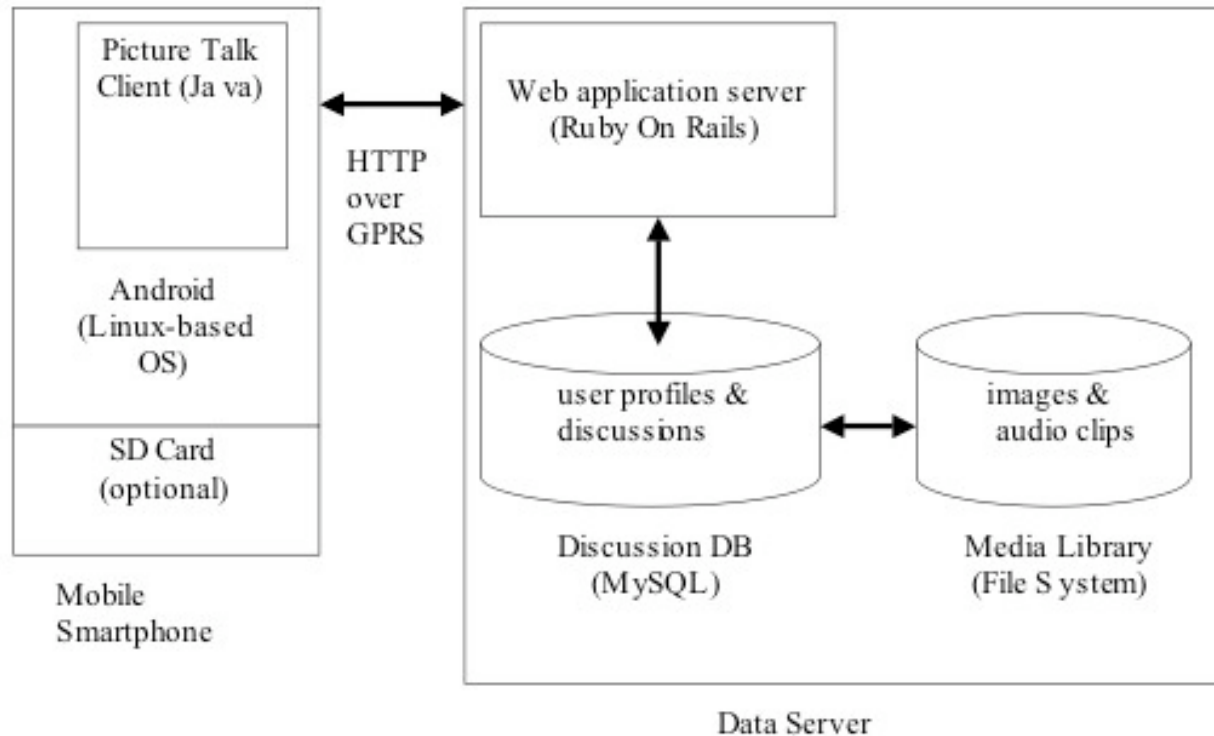 Picture Talk
Client (Ja va)
Android
(Linux-based
OS)
SD Card
(optional)
Mobile
Smartphone
HTTP
over
GPRS
Web application server
(Ruby On Rails)
user profiles &
discussions
Discussion DB
(MySQL)
images &
audio clips
Media Library
(File S ystem)
Data Server